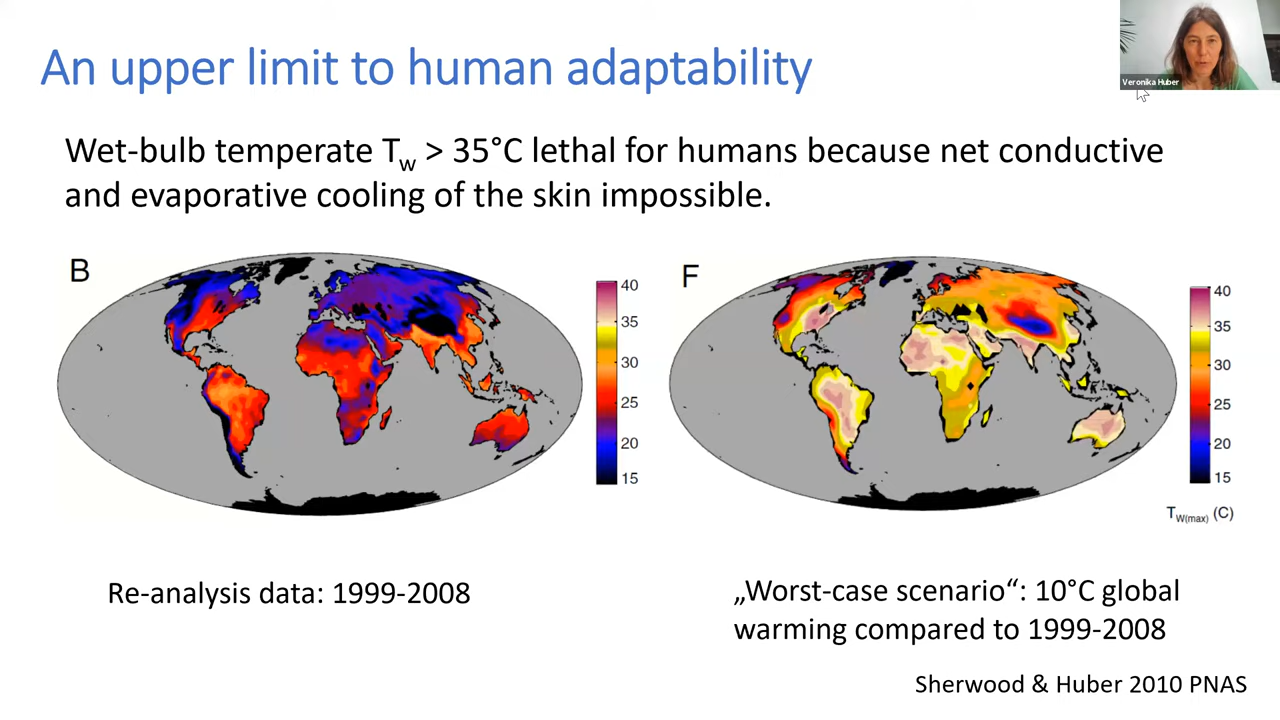 An upper limit to human adaptability
Veronika Huber
Wet-bulb temperate Tw > 35°C lethal for humans because net conductive
and evaporative cooling of the skin impossible.
B
40
35
30
25
20
15
F
40
35
30
25
20
15
TW(max) (C)
Re-analysis data: 1999-2008
„Worst-case scenario“: 10°C global
warming compared to 1999-2008
Sherwood & Huber 2010 PNAS